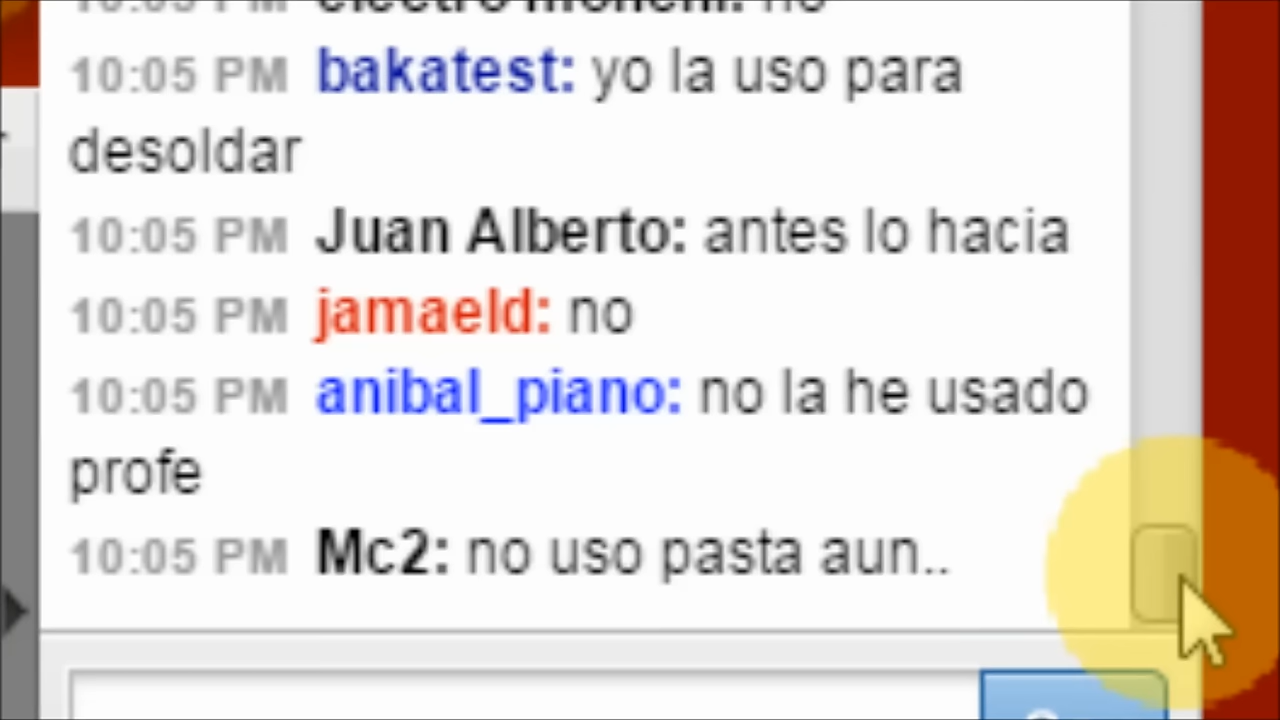 bakatest: yo la uso para
10:05 PM
desoldar
10:05 PM Juan Alberto: antes lo hacia
10:05 PM jamaeld: no
10:05 PM anibal_piano: no la he usado
profe
10:05 PM Mc2: no uso pasta aun..